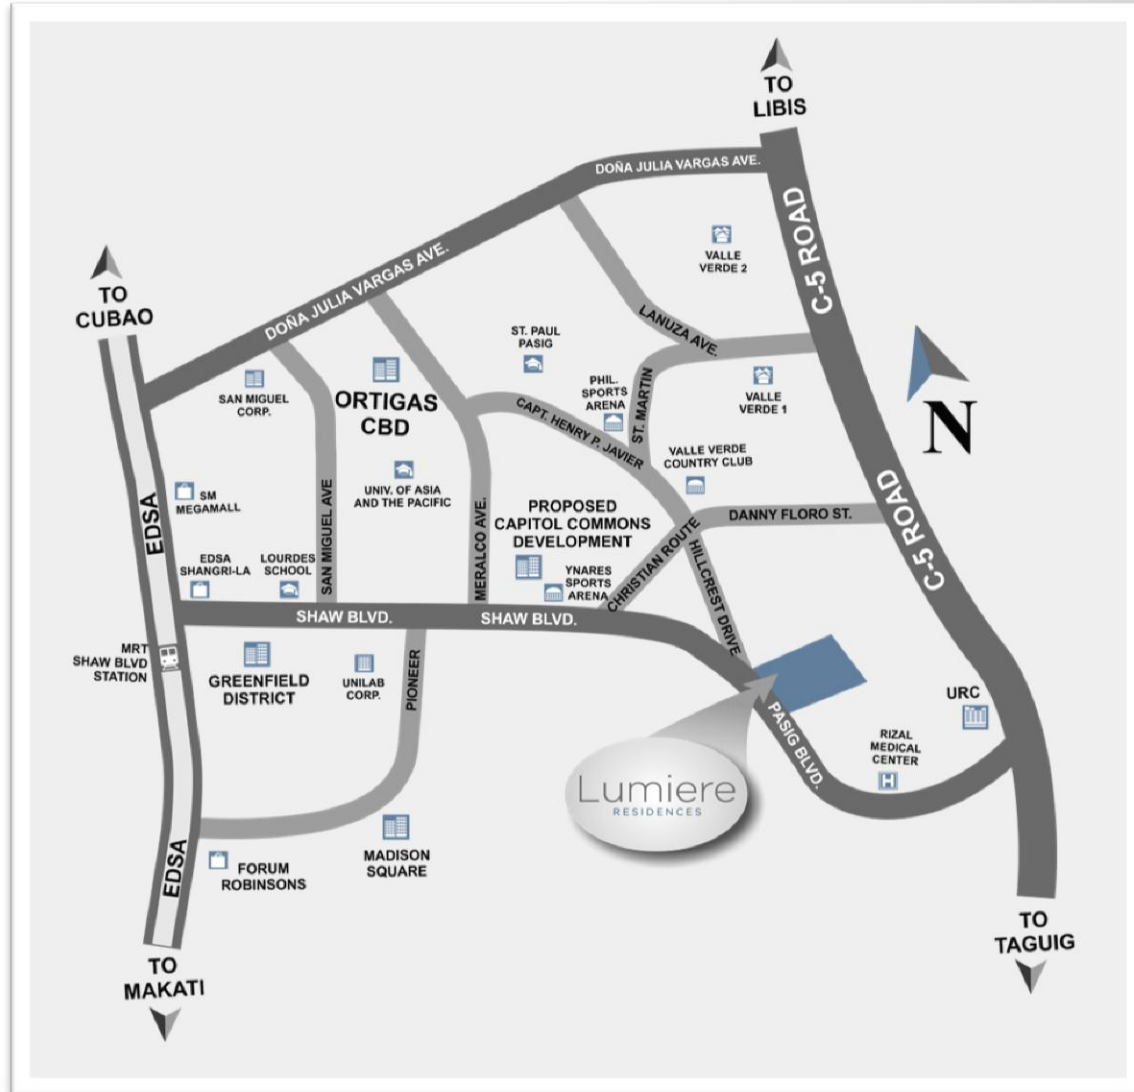 TO
LIBIS
DOÑA JULIA VARGAS AVE.
C-5 ROAD
VALLE
VERDE 2
DOÑA JULIA VARGAS AVE.
TO
CUBAO
LANUZA AVE.
ST. PAUL
PASIG
SAN MIGUEL
CORP.
ORTIGAS
CBD
PHIL.
SPORTS
ARENA
ST. MARTIN
VALLE
VERDE 1
CAPT. HENRY P. JAVIER
N
VALLE VERDE
COUNTRY CLUB
EDSA
SM
MEGAMALL
UNIV. OF ASIA
AND THE PACIFIC
SAN MIGUEL AVE
MERALCO AVE.
PROPOSED
CAPITOL COMMONS
DEVELOPMENT
DANNY FLORO ST.
C-5 ROAD
EDSA
SHANGRI-LA
LOURDES
SCHOOL
YNARES
SPORTS
ARENA
CHRISTIAN ROUTE
HILLCREST DRIVE
SHAW BLVD.
SHAW BLVD.
MRT
SHAW BLVD
STATION
GREENFIELD
DISTRICT
UNILAB
CORP.
PIONEER
URC
PASIG BLVD.
RIZAL
MEDICAL
CENTER
H
Lumiere
RESIDENCES
EDSA
FORUM
ROBINSONS
MADISON
SQUARE
TO
TAGUIG
TO
MAKATI